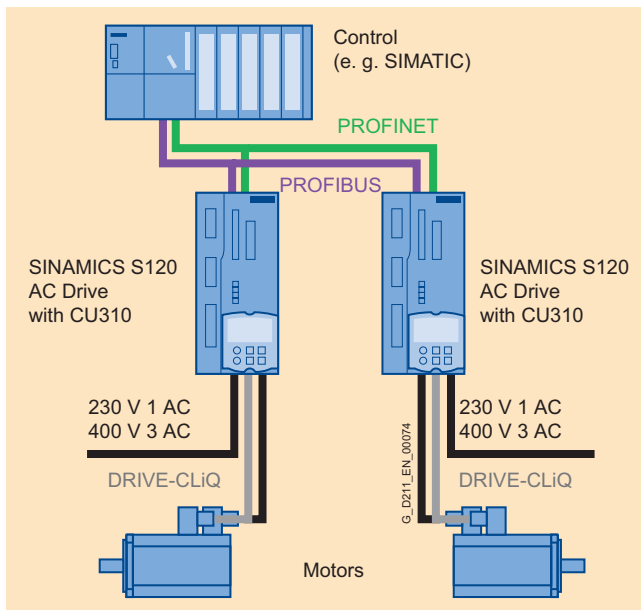 Control
(e. g. SIMATIC)
PROFINET
PROFIBUS
SINAMICS S120
AC Drive
with CU310
SINAMICS S120
AC Drive
with CU310
230 V 1 AC
400 V 3 AC
230 V 1 AC
400 V 3 AC
G_D211_EN_00074
DRIVE-CLiQ
DRIVE-CLiQ
Motors